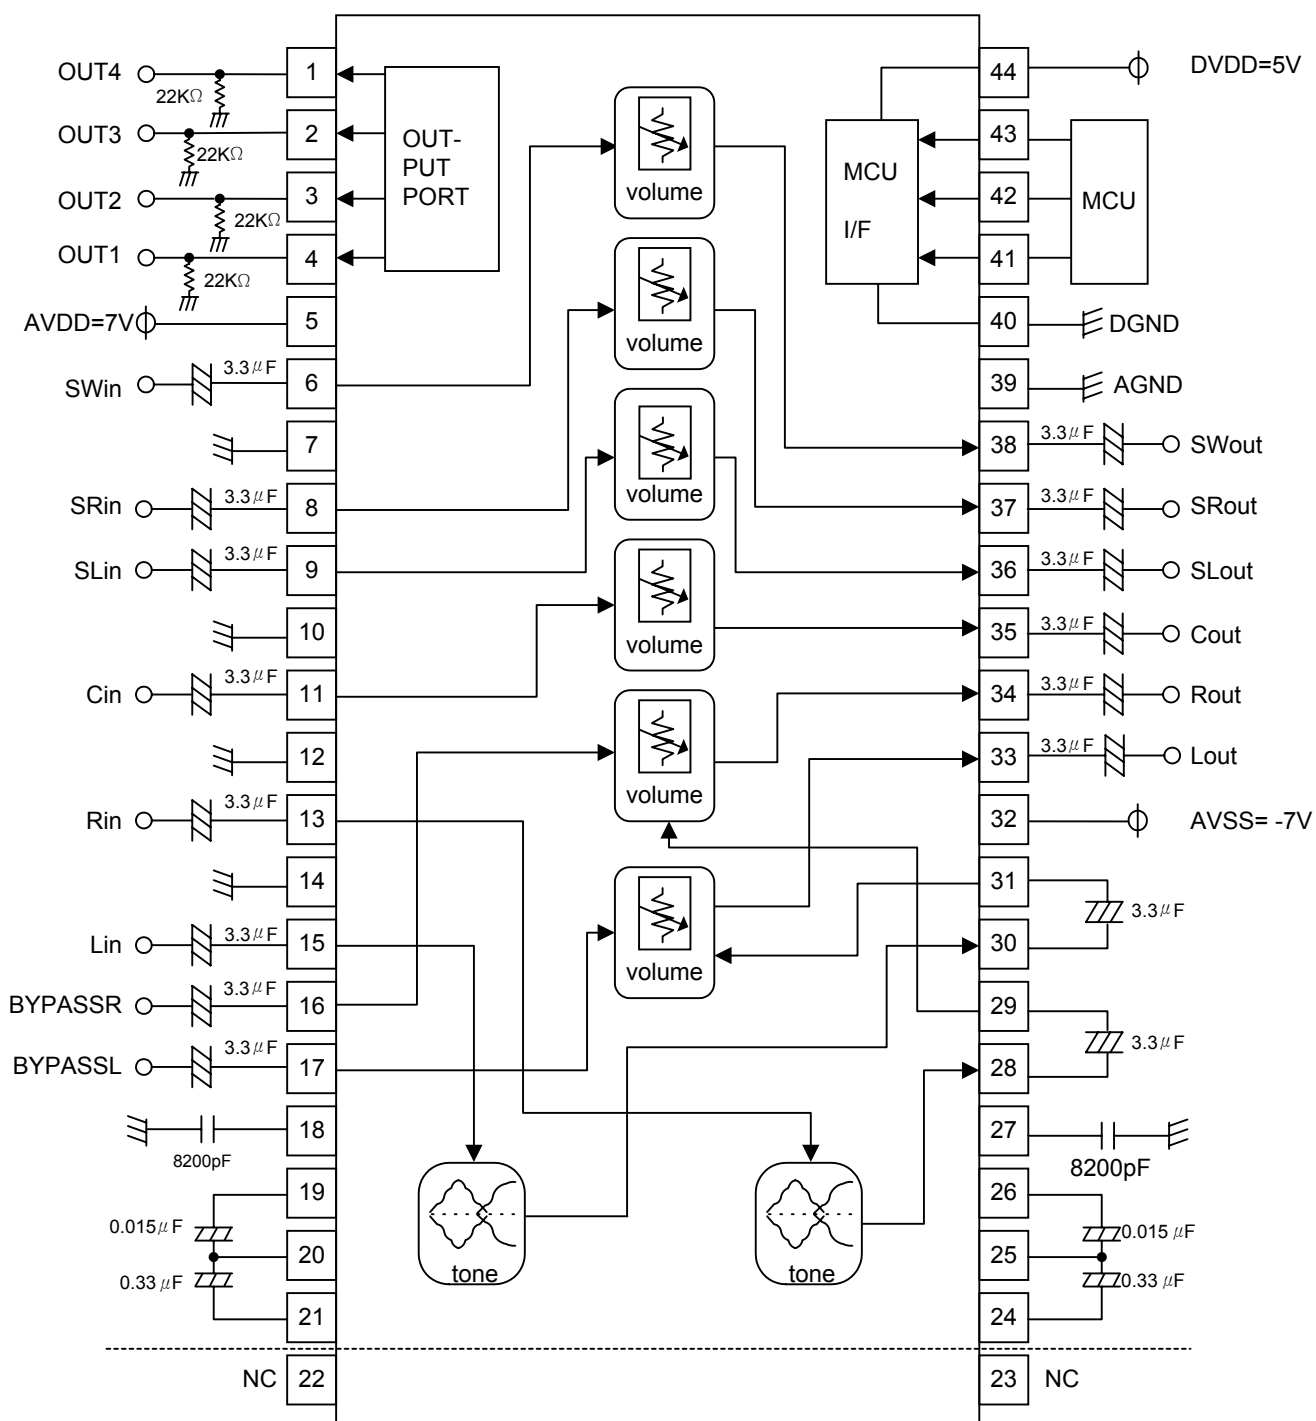 OUT4
22KΩ
1
OUT3
22KΩ
2
OUT2
22KΩ
3
OUT1
22KΩ
4
OUT-
PUT
PORT
AVDD=7V
5
SWin
3.3μF
6
7
SRin
3.3μF
8
SLin
3.3μF
9
10
Cin
3.3μF
11
12
Rin
3.3μF
13
14
Lin
3.3μF
15
BYPASSR
3.3μF
16
BYPASSL
3.3μF
17
8200pF
18
19
0.015μF
20
0.33μF
21
NC
22
volume
volume
volume
volume
volume
volume
tone
tone
44
DVDD=5V
43
42
41
MCU
I/F
MCU
40
DGND
39
AGND
38
3.3μF
SWout
37
3.3μF
SRout
36
3.3μF
SLout
35
3.3μF
Cout
34
3.3μF
Rout
33
3.3μF
Lout
32
AVSS= -7V
31
3.3μF
30
29
3.3μF
28
27
8200pF
26
0.015μF
25
0.33μF
24
23
NC